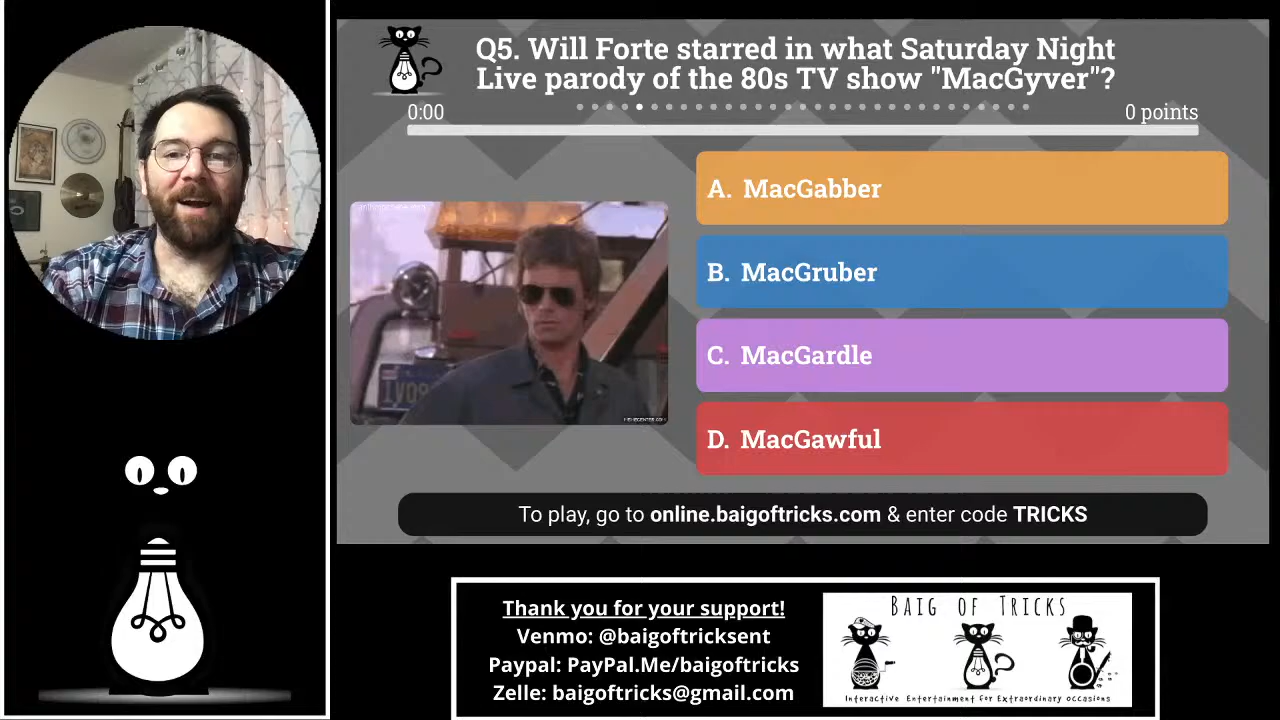 Q5. Will Forte starred in what Saturday Night
Live parody of the 80s TV show "MacGyver"?
0:00
0 points
A. MacGabber
B. MacGruber
C. MacGardle
D. MacGawful
MEMECENTER.COM
To play, go to online.baigoftricks.com & enter code TRICKS
Thank you for your support!
Venmo: @baigoftricksent
Paypal: PayPal.Me/baigoftricks
Zelle: baigoftricks@gmail.com
BAIG OF TRICKS
Interactive Entertainment for Extraordinary occasions